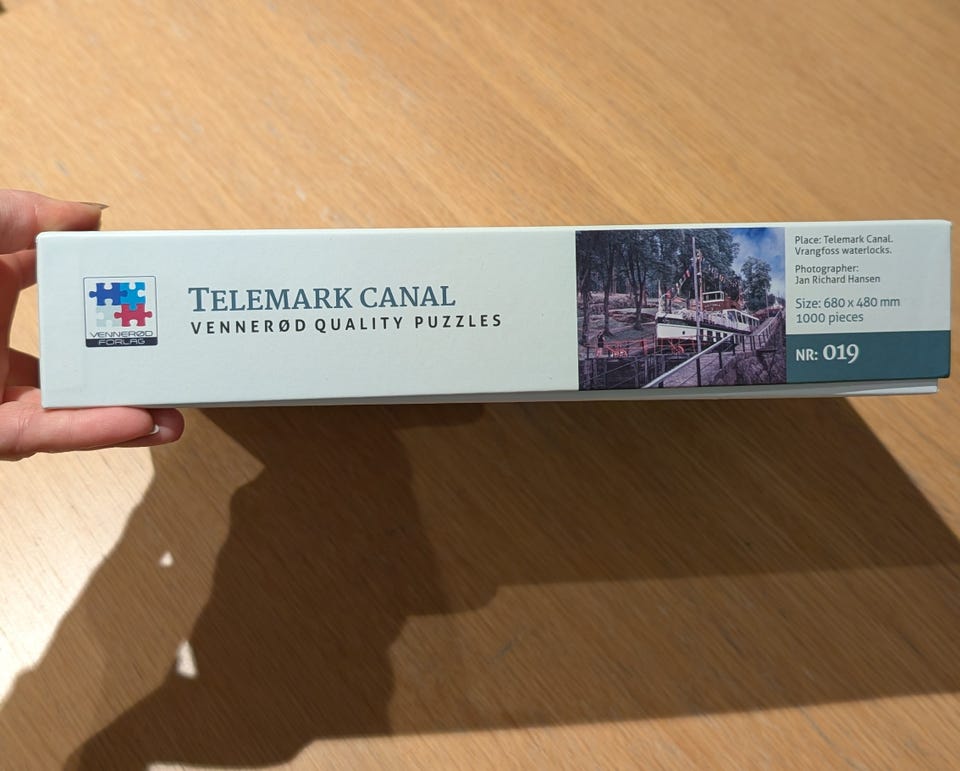 VENNERØD
FORLAG
TELEMARK CANAL
VENNERØD QUALITY PUZZLES
Place: Telemark Canal.
Vrangfoss waterlocks.
Photographer:
Jan Richard Hansen
Size: 680 x 480 mm
1000 pieces
NR: 019